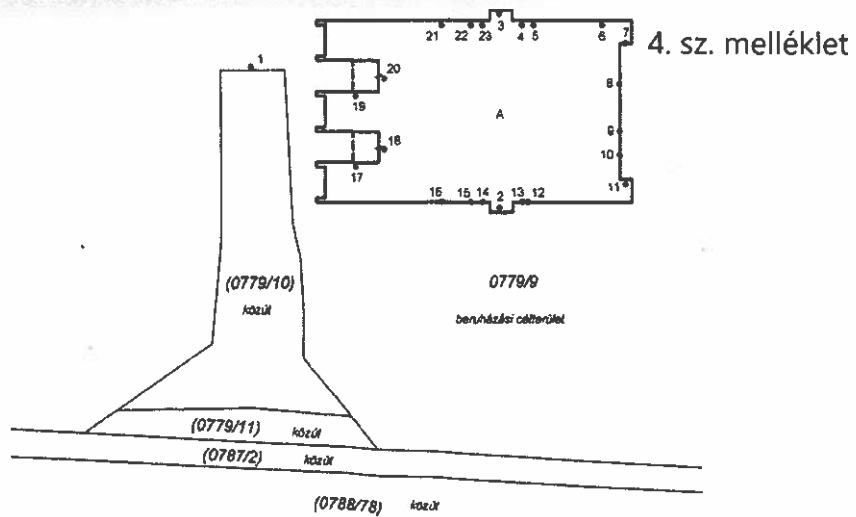 4. sz. melléklet
3
21 22 23 4 5 6
7
1
20
8
19
A
9
18
10
17
11
16 15 14 2 13 12
(0779/10)
közút
0779/9
beruházási célterület
(0779/11) közút
(0787/2) közút
(0788/78) közút